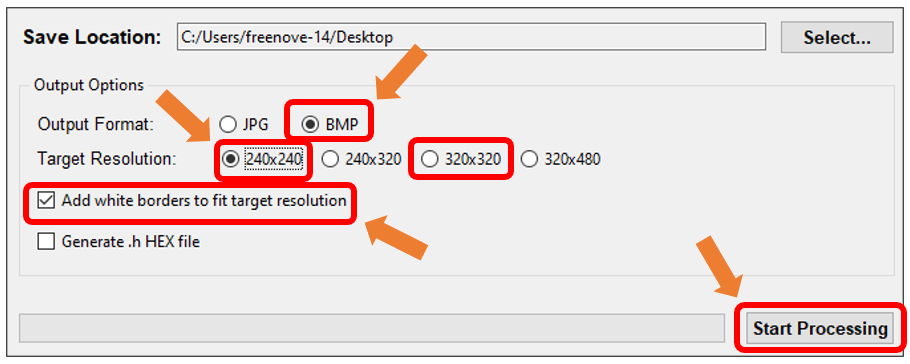 Save Location: C:/Users/freenove-14/Desktop Select...
Output Options
Output Format: JPG BMP
Target Resolution: 240x240 240x320 320x320 320x480
Add white borders to fit target resolution
Generate .h HEX file
Start Processing